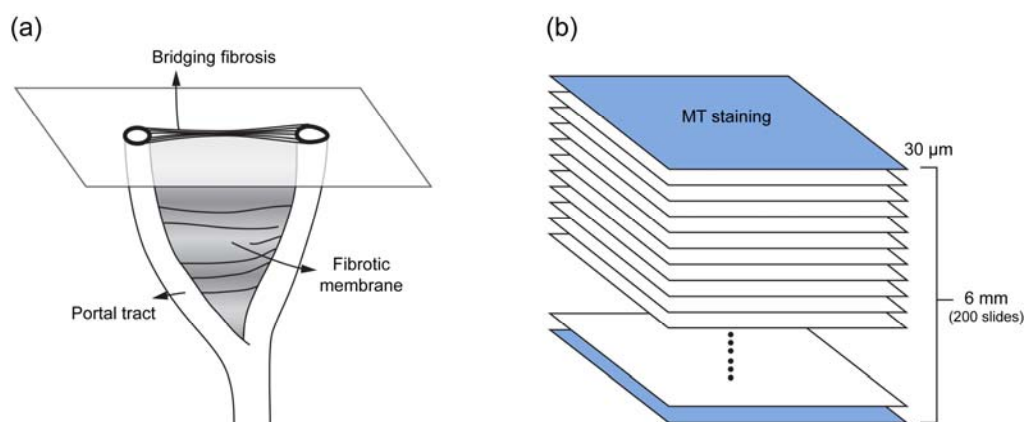 (a)
Bridging fibrosis
Portal tract
Fibrotic
membrane
(b)
MT staining
30 µm
6 mm
(200 slides)